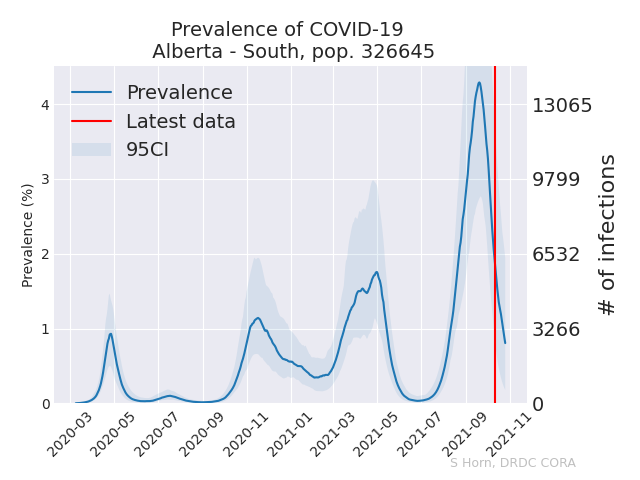 Prevalence of COVID-19
Alberta - South, pop. 326645
Prevalence
Latest data
95CI
Prevalence (%)
4
3
2
1
0
13065
9799
6532
3266
0
# of infections
2020-03
2020-05
2020-07
2020-09
2020-11
2021-01
2021-03
2021-05
2021-07
2021-09
2021-11
S Horn, DRDC CORA